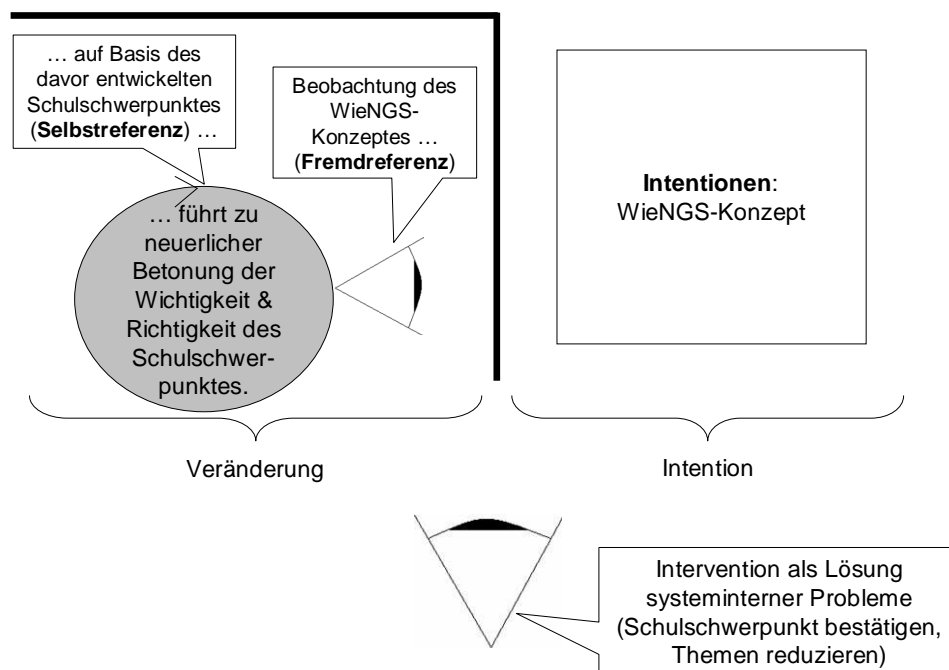 … auf Basis des
davor entwickelten
Schulschwerpunktes
(Selbstreferenz) …
Beobachtung des
WieNGS-
Konzeptes …
(Fremdreferenz)
… führt zu
neuerlicher
Betonung der
Wichtigkeit &
Richtigkeit des
Schulschwer-
punktes.
Intentionen:
WieNGS-Konzept
Veränderung
Intention
Intervention als Lösung
systeminterner Probleme
(Schulschwerpunkt bestätigen,
Themen reduzieren)